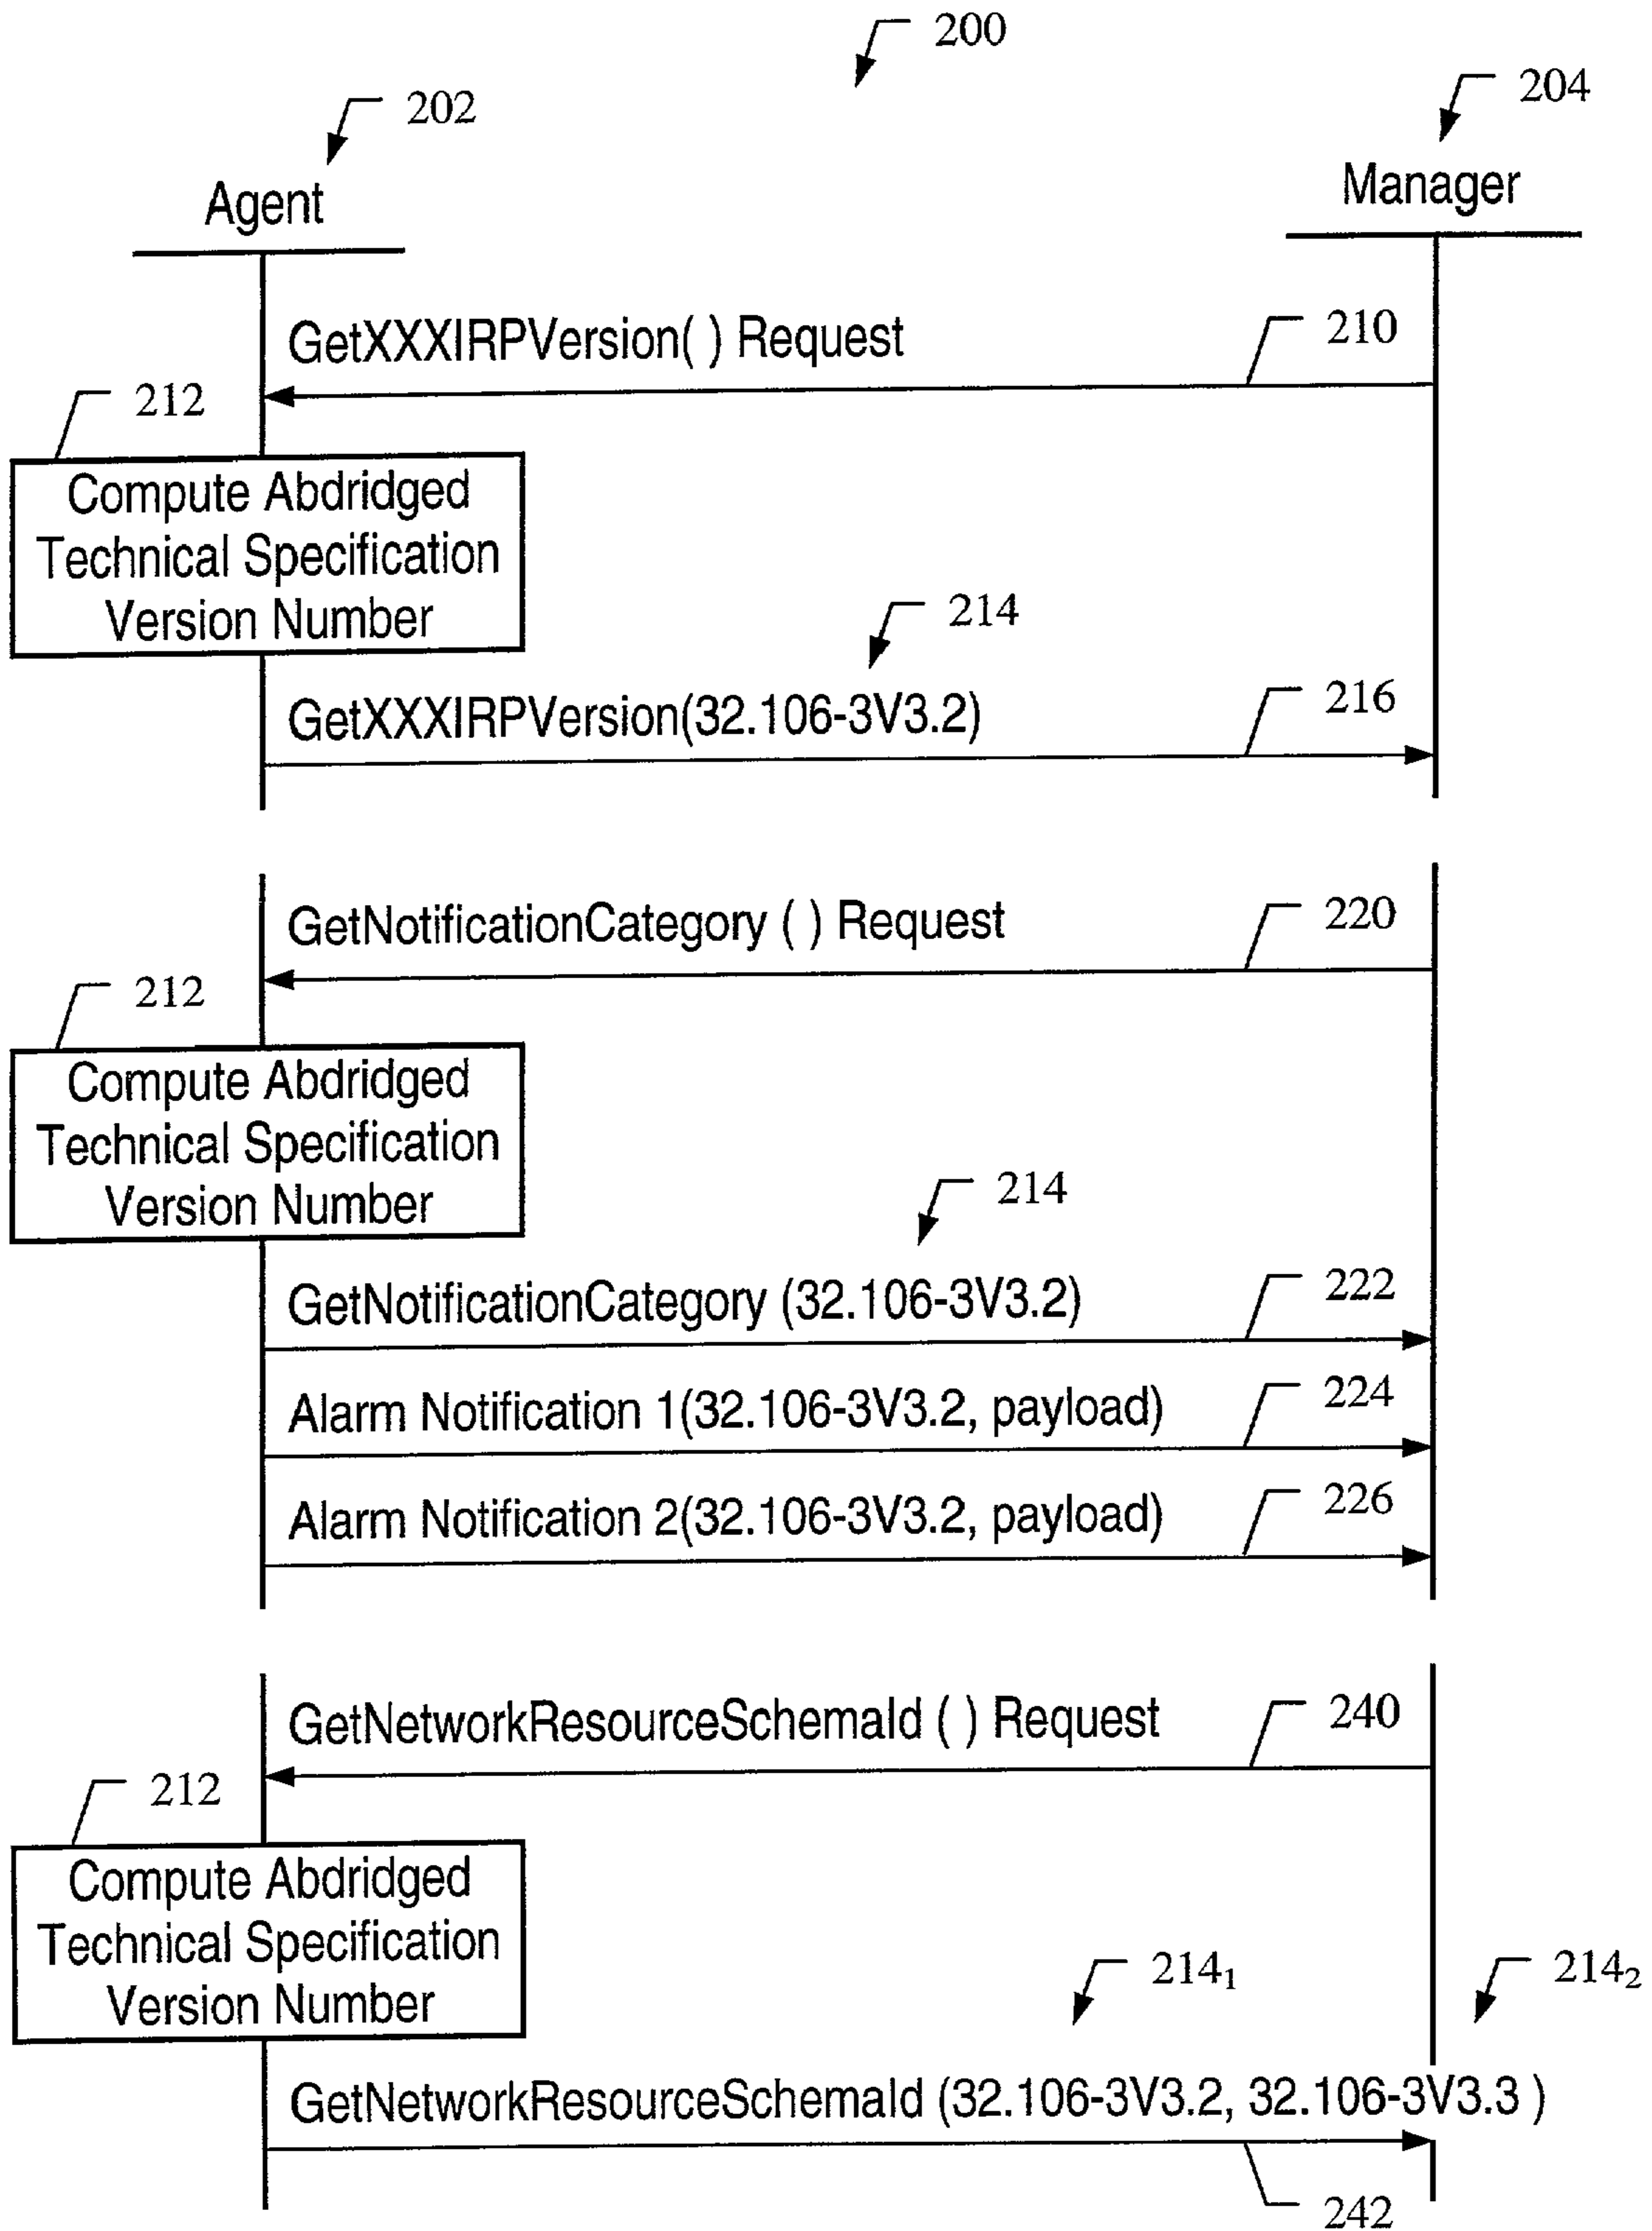 200
202
204
Agent
Manager
GetXXXIRPVersion( ) Request
210
212
Compute Abdridged
Technical Specification
Version Number
214
GetXXXIRPVersion(32.106-3V3.2)
216
GetNotificationCategory ( ) Request
220
212
Compute Abdridged
Technical Specification
Version Number
214
GetNotificationCategory (32.106-3V3.2)
222
Alarm Notification 1(32.106-3V3.2, payload)
224
Alarm Notification 2(32.106-3V3.2, payload)
226
GetNetworkResourceSchemaId ( ) Request
240
212
Compute Abdridged
Technical Specification
Version Number
214₁
214₂
GetNetworkResourceSchemaId (32.106-3V3.2, 32.106-3V3.3 )
242